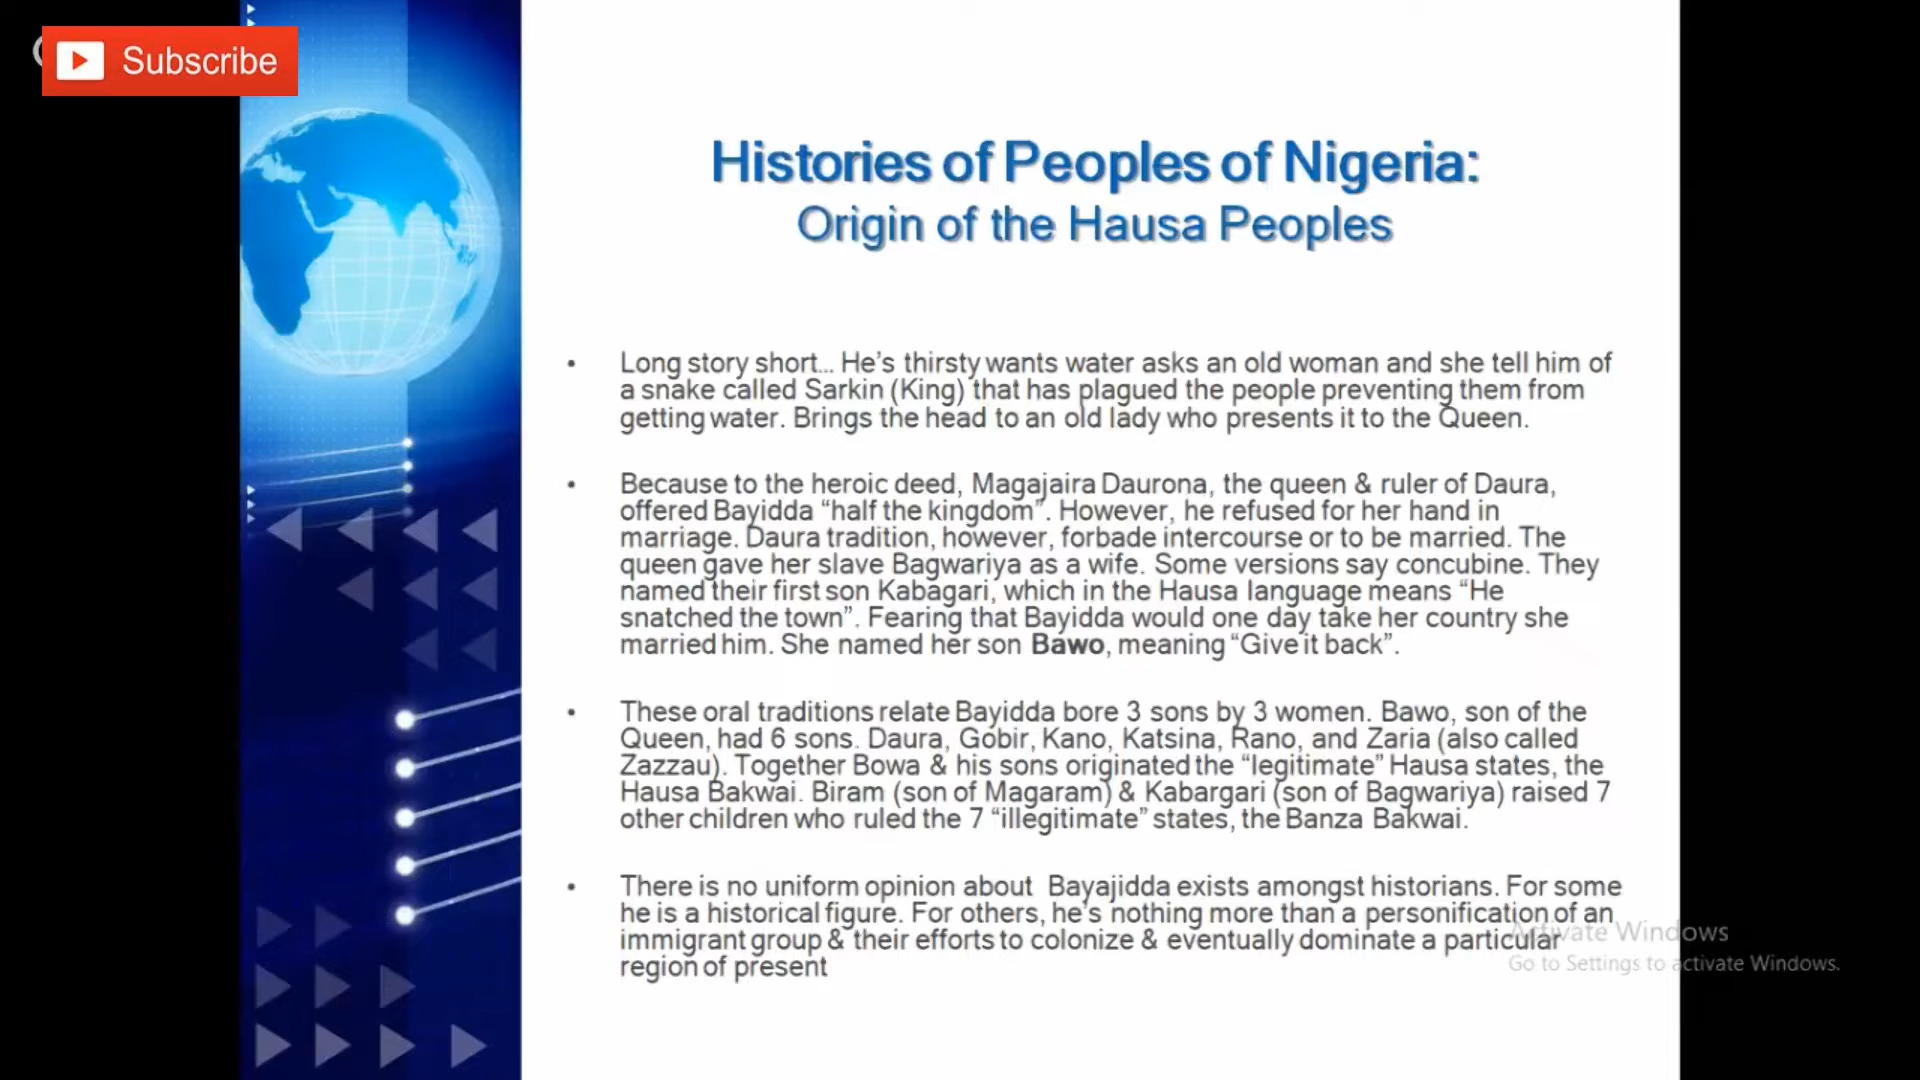 Subscribe
Histories of Peoples of Nigeria:
Origin of the Hausa Peoples
• Long story short... He's thirsty wants water asks an old woman and she tell him of
a snake called Sarkin (King) that has plagued the people preventing them from
getting water. Brings the head to an old lady who presents it to the Queen.
• Because to the heroic deed, Magajaira Daurona, the queen & ruler of Daura,
offered Bayidda “half the kingdom”. However, he refused for her hand in
marriage. Daura tradition, however, forbade intercourse or to be married. The
queen gave her slave Bagwariya as a wife. Some versions say concubine. They
named their first son Kabagari, which in the Hausa language means “He
snatched the town”. Fearing that Bayidda would one day take her country she
married him. She named her son Bawo, meaning “Give it back”.
• These oral traditions relate Bayidda bore 3 sons by 3 women. Bawo, son of the
Queen, had 6 sons. Daura, Gobir, Kano, Katsina, Rano, and Zaria (also called
Zazzau). Together Bowa & his sons originated the “legitimate” Hausa states, the
Hausa Bakwai. Biram (son of Magaram) & Kabargari (son of Bagwariya) raised 7
other children who ruled the 7 “illegitimate” states, the Banza Bakwai.
• There is no uniform opinion about Bayajidda exists amongst historians. For some
he is a historical figure. For others, he's nothing more than a personification of an
immigrant group & their efforts to colonize & eventually dominate a particular
region of present
Activate Windows
Go to Settings to activate Windows.